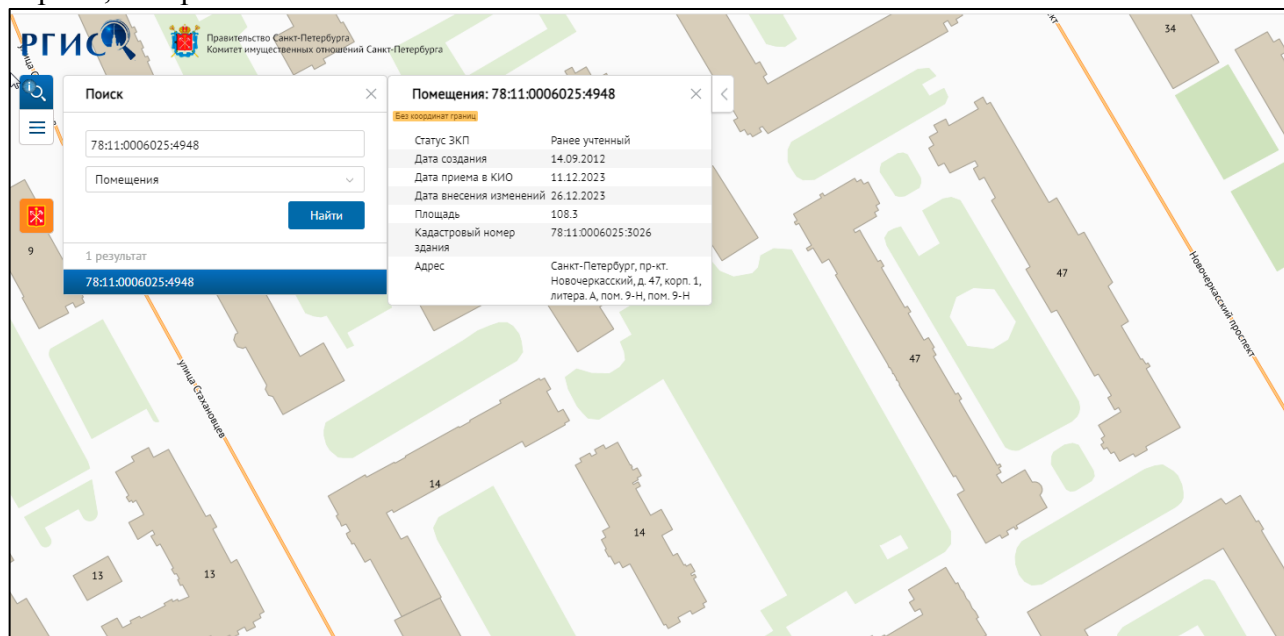 РГИС
Правительство Санкт-Петербурга
Комитет имущественных отношений Санкт-Петербурга
Поиск
78:11:0006025:4948
Помещения
Найти
1 результат
78:11:0006025:4948
Помещения: 78:11:0006025:4948
Без координат границ
Статус ЗКП Ранее учтенный
Дата создания 14.09.2012
Дата приема в КИО 11.12.2023
Дата внесения изменений 26.12.2023
Площадь 108.3
Кадастровый номер здания 78:11:0006025:3026
Адрес Санкт-Петербург, пр-кт.
Новочеркасский, д. 47, корп. 1,
литера. А, пом. 9-Н, пом. 9-Н
34
9
47
Новочеркасский проспект
47
улица Стахановцев
14
14
13
13